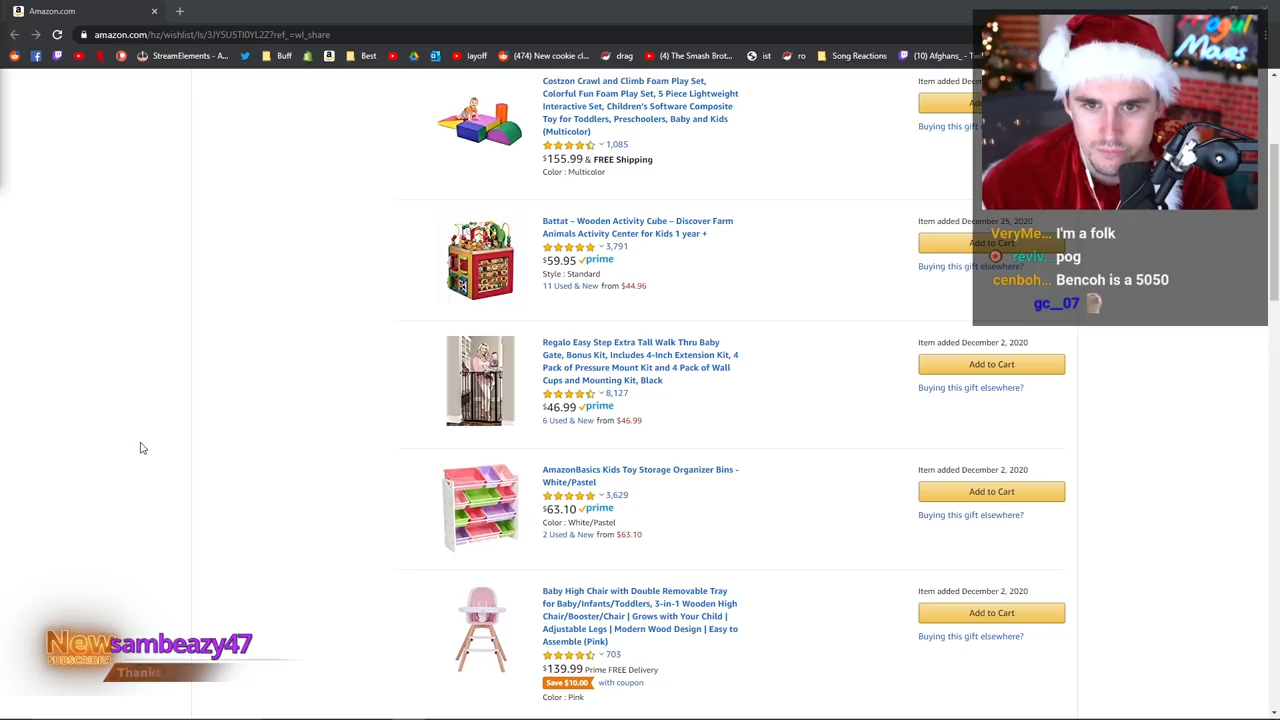 Amazon.com
amazon.com/hz/wishlist/ls/3JY5U5TI0YL2Z?ref_=wl_share
StreamElements - A...
Buff
Best
layoff
(474) New cookie cl...
drag
(4) The Smash Brot...
ist
ro
Song Reactions
(10) Afghans_ - Tw
Mogul
Moves
Costzon Crawl and Climb Foam Play Set,
Colorful Fun Foam Play Set, 5 Piece Lightweight
Interactive Set, Children's Software Composite
Toy for Toddlers, Preschoolers, Baby and Kids
(Multicolor)
1,085
$155.99 & FREE Shipping
Color : Multicolor
Item added Decem
Ad
Buying this gift e
VeryMe... I'm a folk
reviv... pog
cenboh... Bencoh is a 5050
gc__07
Battat – Wooden Activity Cube – Discover Farm
Animals Activity Center for Kids 1 year +
3,791
$59.95 prime
Style : Standard
11 Used & New from $44.96
Item added December 25, 2020
Add to Cart
Buying this gift elsewhere?
Regalo Easy Step Extra Tall Walk Thru Baby
Gate, Bonus Kit, Includes 4-Inch Extension Kit, 4
Pack of Pressure Mount Kit and 4 Pack of Wall
Cups and Mounting Kit, Black
8,127
$46.99 prime
6 Used & New from $46.99
Item added December 2, 2020
Add to Cart
Buying this gift elsewhere?
AmazonBasics Kids Toy Storage Organizer Bins -
White/Pastel
3,629
$63.10 prime
Color : White/Pastel
2 Used & New from $63.10
Item added December 2, 2020
Add to Cart
Buying this gift elsewhere?
Baby High Chair with Double Removable Tray
for Baby/Infants/Toddlers, 3-in-1 Wooden High
Chair/Booster/Chair | Grows with Your Child |
Adjustable Legs | Modern Wood Design | Easy to
Assemble (Pink)
703
$139.99 Prime FREE Delivery
Save $10.00 with coupon
Color : Pink
Item added December 2, 2020
Add to Cart
Buying this gift elsewhere?
New sambeazy47
SUBSCRIBER
Thanks